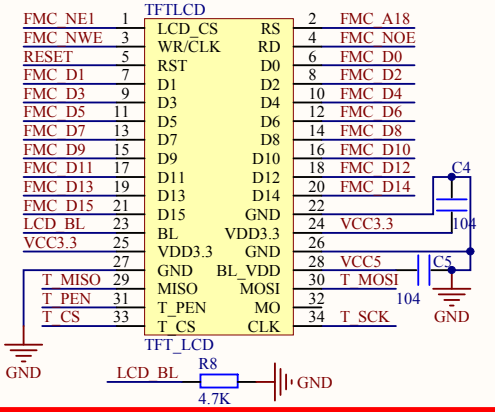 TFTLCD
FMC_NE1 1 LCD_CS RS 2 FMC_A18
FMC_NWE 3 WR/CLK RD 4 FMC_NOE
RESET 5 RST D0 6 FMC_D0
FMC_D1 7 D1 D2 8 FMC_D2
FMC_D3 9 D3 D4 10 FMC_D4
FMC_D5 11 D5 D6 12 FMC_D6
FMC_D7 13 D7 D8 14 FMC_D8
FMC_D9 15 D9 D10 16 FMC_D10
FMC_D11 17 D11 D12 18 FMC_D12 C4
FMC_D13 19 D13 D14 20 FMC_D14
FMC_D15 21 D15 GND 22
LCD_BL 23 BL VDD3.3 24 VCC3.3 104
VCC3.3 25 VDD3.3 GND 26
27 GND BL_VDD 28 VCC5 C5
T_MISO 29 MISO MOSI 30 T_MOSI
T_PEN 31 T_PEN MO 32 104
T_CS 33 T_CS CLK 34 T_SCK GND
TFT_LCD
GND
LCD_BL R8 GND
4.7K